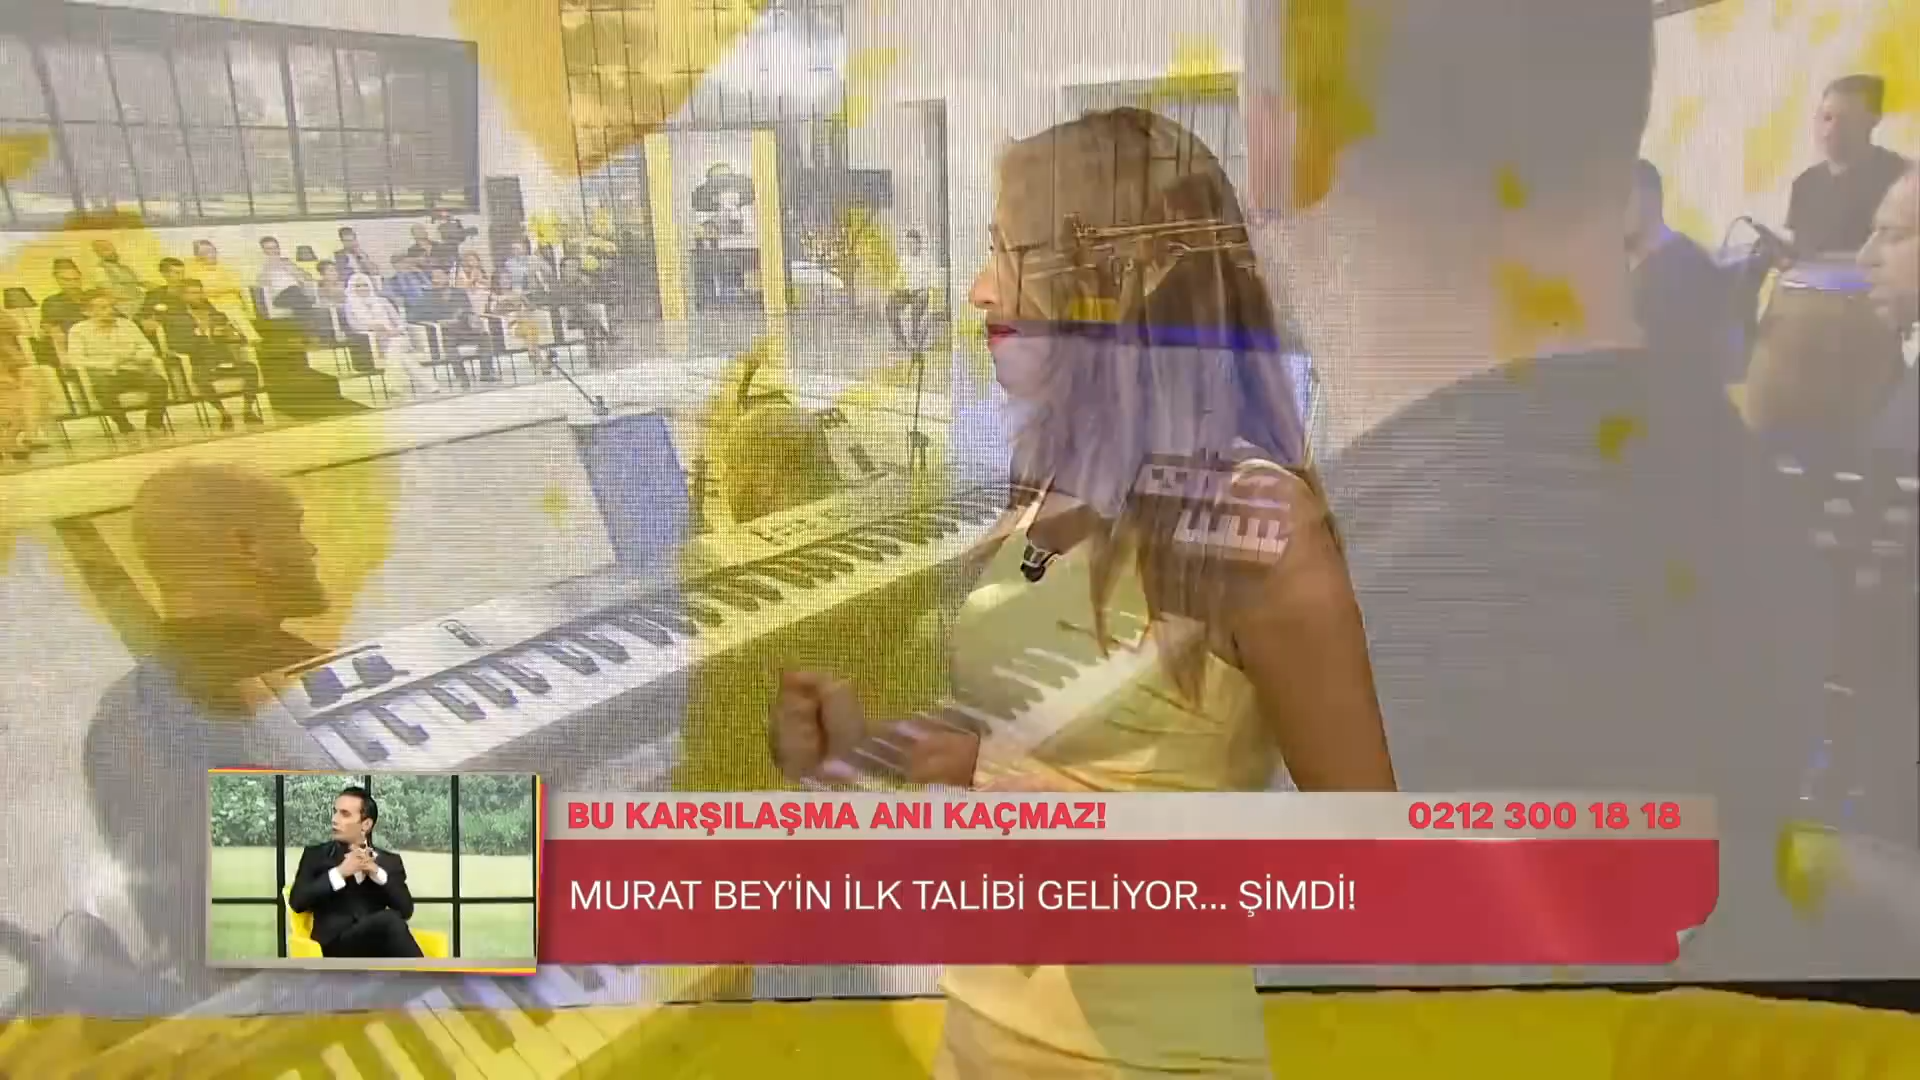 BU KARŞILAŞMA ANI KAÇMAZ! 0212 300 18 18
MURAT BEY'İN İLK TALİBİ GELİYOR... ŞİMDİ!